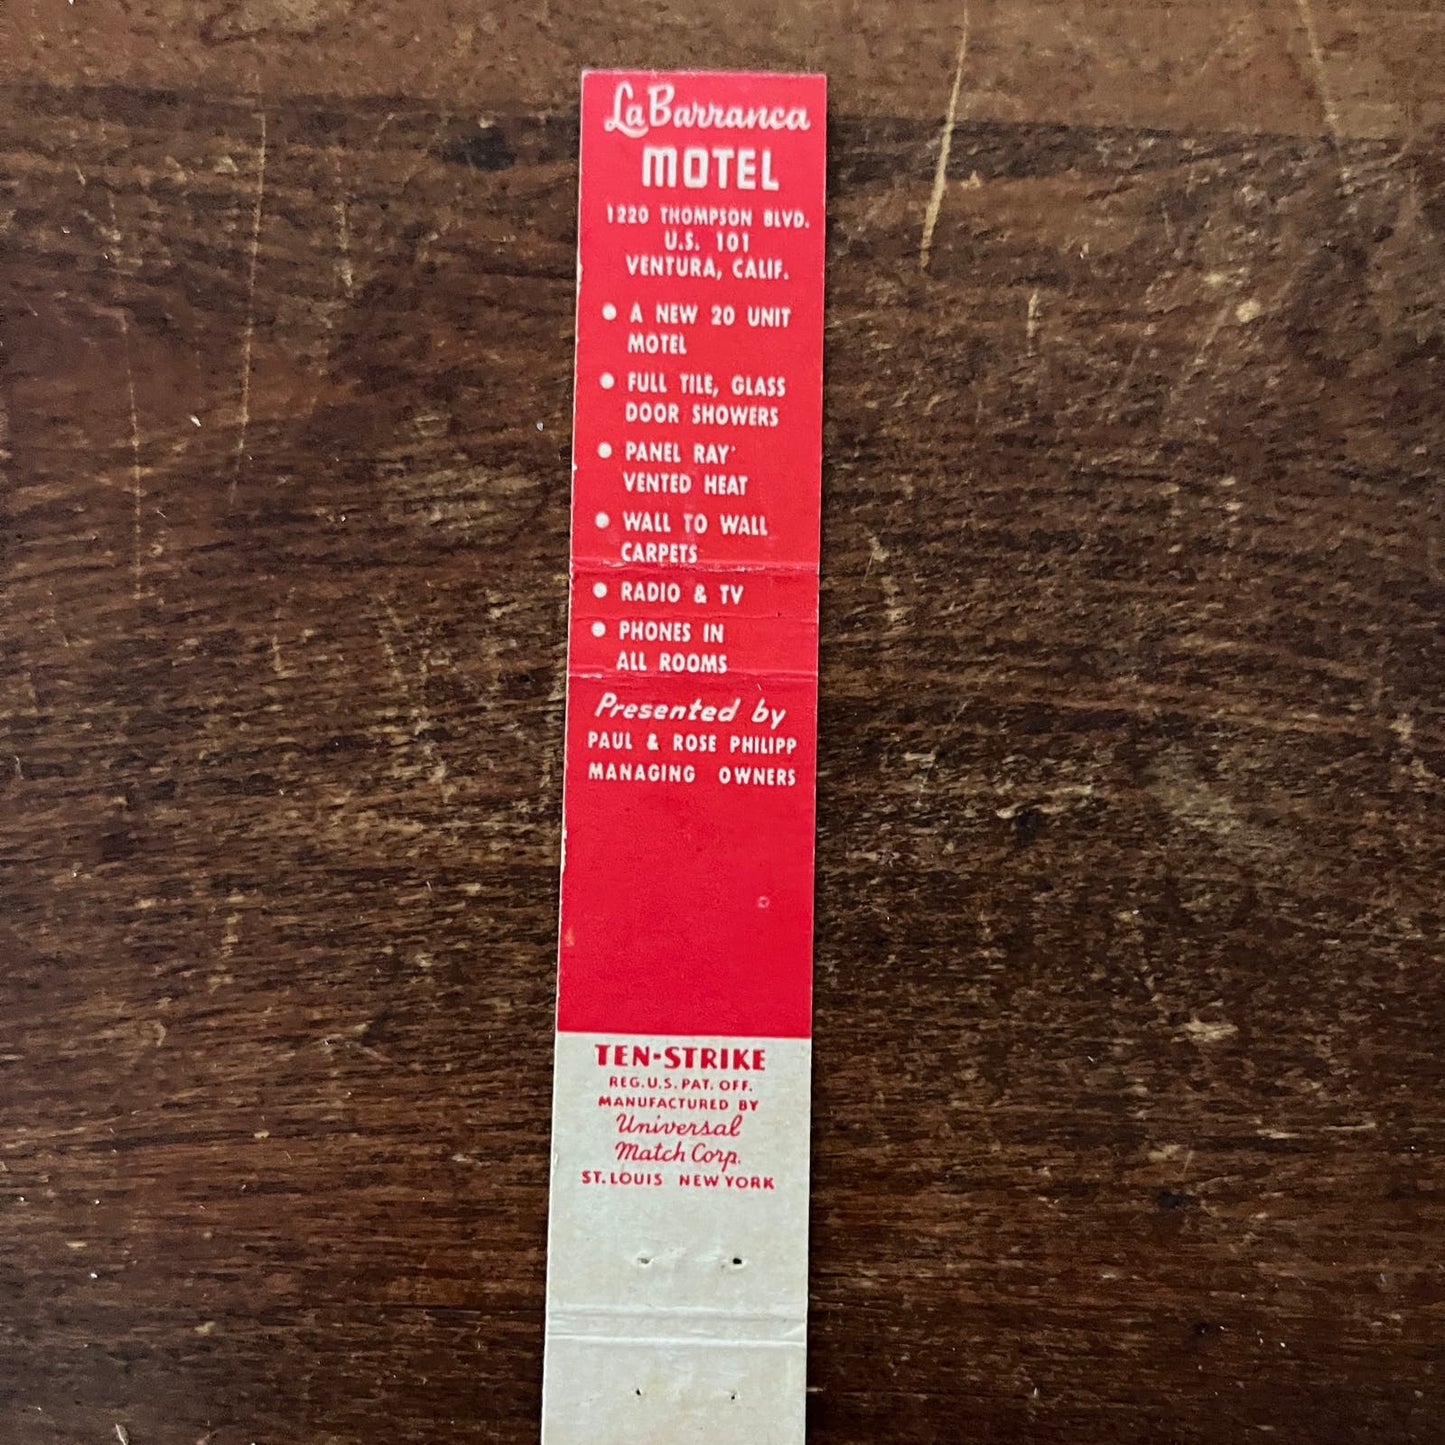 La Barranca
MOTEL
1220 THOMPSON BLVD.
U.S. 101
VENTURA, CALIF.
• A NEW 20 UNIT
MOTEL
• FULL TILE, GLASS
DOOR SHOWERS
• PANEL RAY
VENTED HEAT
• WALL TO WALL
CARPETS
• RADIO & TV
• PHONES IN
ALL ROOMS
Presented by
PAUL & ROSE PHILIPP
MANAGING OWNERS
TEN-STRIKE
REG. U.S. PAT. OFF.
MANUFACTURED BY
Universal
Match Corp.
ST. LOUIS NEW YORK